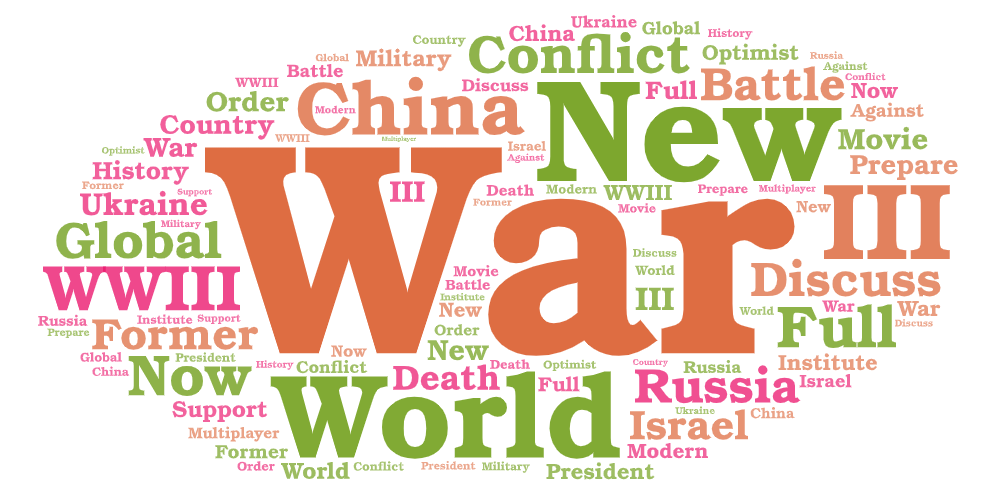 Ukraine
China
Global
History
Country
Conflict
Optimist
Russia
Global
Military
Against
Battle
Battle
Conflict
WWIII
Discuss
Full
Now
Order
China
New
Modern
Against
Country
Movie
WWIII
Multiplayer
Optimist
War
Israel
Against
Prepare
History
War
Former
Support
III
Death
Modern
WWIII
Prepare
Multiplayer
III
Ukraine
Former
Movie
New
Military
Global
Discuss
World
Discuss
WWIII
Movie
Battle
Institute
III
New
World
War
War
Full
Discuss
Russia
Institute
Support
Prepare
Former
Order
New
Now
Global
President
History
Conflict
Death
Optimist
Country
Russia
Institute
China
Now
Death
Full
Russia
Israel
Support
World
Ukraine
China
Multiplayer
Israel
Former
Modern
Order
World
Conflict
President
Military
President